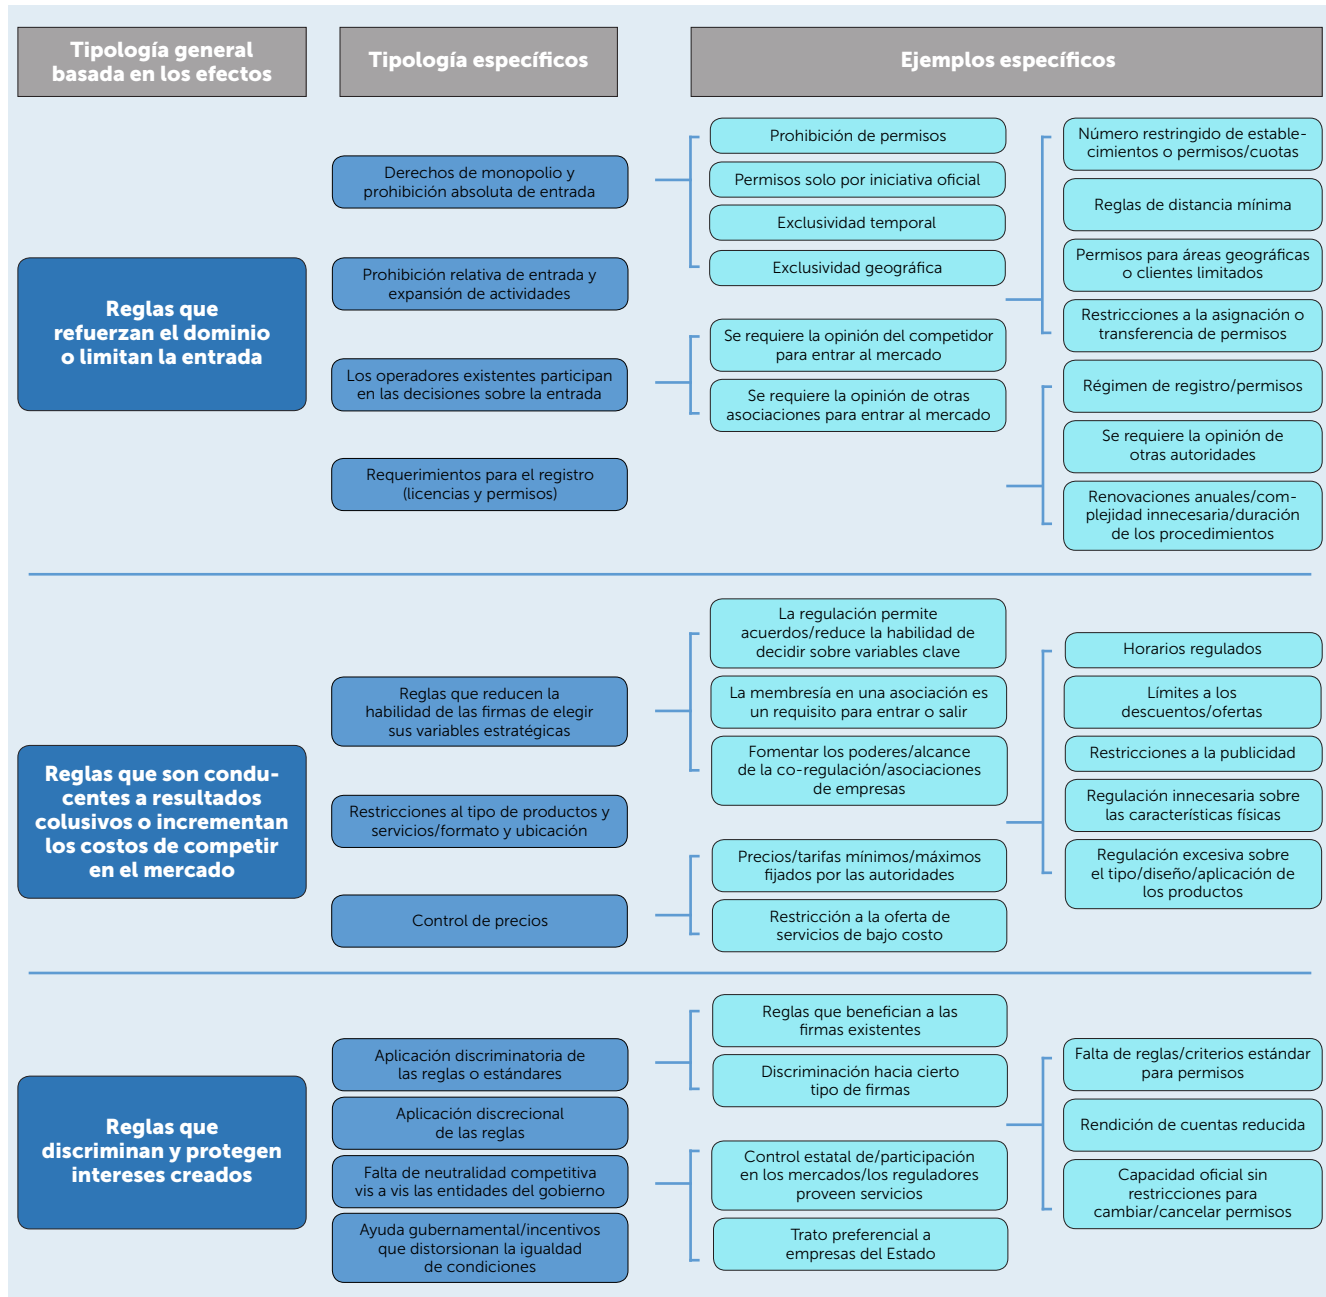 Tipología general
basada en los efectos
Tipología específicos
Ejemplos específicos
Reglas que
refuerzan el dominio
o limitan la entrada
Derechos de monopolio y
prohibición absoluta de entrada
Prohibición relativa de entrada y
expansión de actividades
Los operadores existentes participan
en las decisiones sobre la entrada
Requerimientos para el registro
(licencias y permisos)
Prohibición de permisos
Permisos solo por iniciativa oficial
Exclusividad temporal
Exclusividad geográfica
Se requiere la opinión del competidor
para entrar al mercado
Se requiere la opinión de otras
asociaciones para entrar al mercado
Número restringido de estable-
cimientos o permisos/cuotas
Reglas de distancia mínima
Permisos para áreas geográficas
o clientes limitados
Restricciones a la asignación o
transferencia de permisos
Régimen de registro/permisos
Se requiere la opinión de
otras autoridades
Renovaciones anuales/com-
plejidad innecesaria/duración
de los procedimientos
Reglas que son condu-
centes a resultados
colusivos o incrementan
los costos de competir
en el mercado
Reglas que reducen la
habilidad de las firmas de elegir
sus variables estratégicas
Restricciones al tipo de productos y
servicios/formato y ubicación
Control de precios
La regulación permite
acuerdos/reduce la habilidad de
decidir sobre variables clave
La membresía en una asociación es
un requisito para entrar o salir
Fomentar los poderes/alcance
de la co-regulación/asociaciones
de empresas
Precios/tarifas mínimos/máximos
fijados por las autoridades
Restricción a la oferta de
servicios de bajo costo
Horarios regulados
Límites a los
descuentos/ofertas
Restricciones a la publicidad
Regulación innecesaria sobre
las características físicas
Regulación excesiva sobre
el tipo/diseño/aplicación de
los productos
Reglas que
discriminan y protegen
intereses creados
Aplicación discriminatoria de
las reglas o estándares
Aplicación discrecional
de las reglas
Falta de neutralidad competitiva
vis a vis las entidades del gobierno
Ayuda gubernamental/incentivos
que distorsionan la igualdad
de condiciones
Reglas que benefician a las
firmas existentes
Discriminación hacia cierto
tipo de firmas
Control estatal de/participación
en los mercados/los reguladores
proveen servicios
Trato preferencial a
empresas del Estado
Falta de reglas/criterios estándar
para permisos
Rendición de cuentas reducida
Capacidad oficial sin
restricciones para
cambiar/cancelar permisos